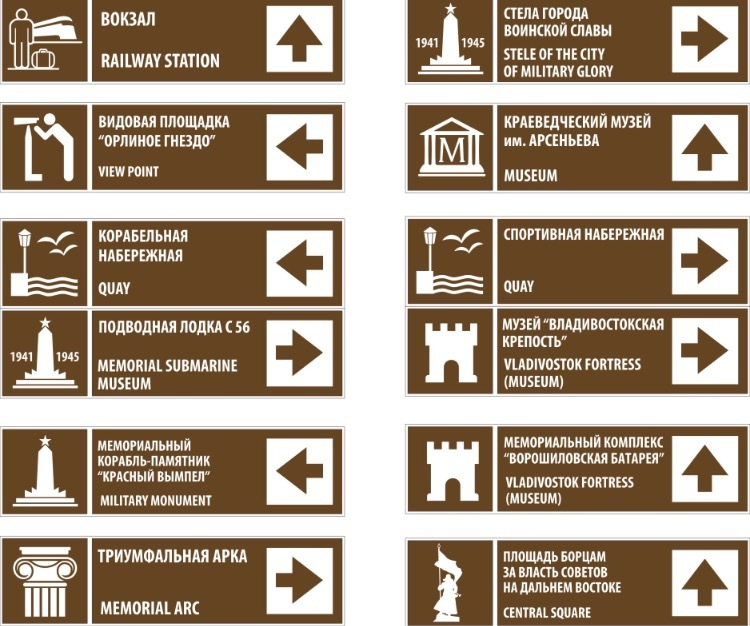 ВОКЗАЛ
RAILWAY STATION
ВИДОВАЯ ПЛОЩАДКА
“ОРЛИНОЕ ГНЕЗДО”
VIEW POINT
КОРАБЕЛЬНАЯ
НАБЕРЕЖНАЯ
QUAY
1941 1945
ПОДВОДНАЯ ЛОДКА С 56
MEMORIAL SUBMARINE
MUSEUM
МЕМОРИАЛЬНЫЙ
КОРАБЛЬ-ПАМЯТНИК
“КРАСНЫЙ ВЫМПЕЛ”
MILITARY MONUMENT
ТРИУМФАЛЬНАЯ АРКА
MEMORIAL ARC
1941 1945
СТЕЛА ГОРОДА
ВОИНСКОЙ СЛАВЫ
STELE OF THE CITY
OF MILITARY GLORY
M
КРАЕВЕДЧЕСКИЙ МУЗЕЙ
им. АРСЕНЬЕВА
MUSEUM
СПОРТИВНАЯ НАБЕРЕЖНАЯ
QUAY
МУЗЕЙ “ВЛАДИВОСТОКСКАЯ
КРЕПОСТЬ”
VLADIVOSTOK FORTRESS
(MUSEUM)
МЕМОРИАЛЬНЫЙ КОМПЛЕКС
“ВОРОШИЛОВСКАЯ БАТАРЕЯ”
VLADIVOSTOK FORTRESS
(MUSEUM)
ПЛОЩАДЬ БОРЦАМ
ЗА ВЛАСТЬ СОВЕТОВ
НА ДАЛЬНЕМ ВОСТОКЕ
CENTRAL SQUARE